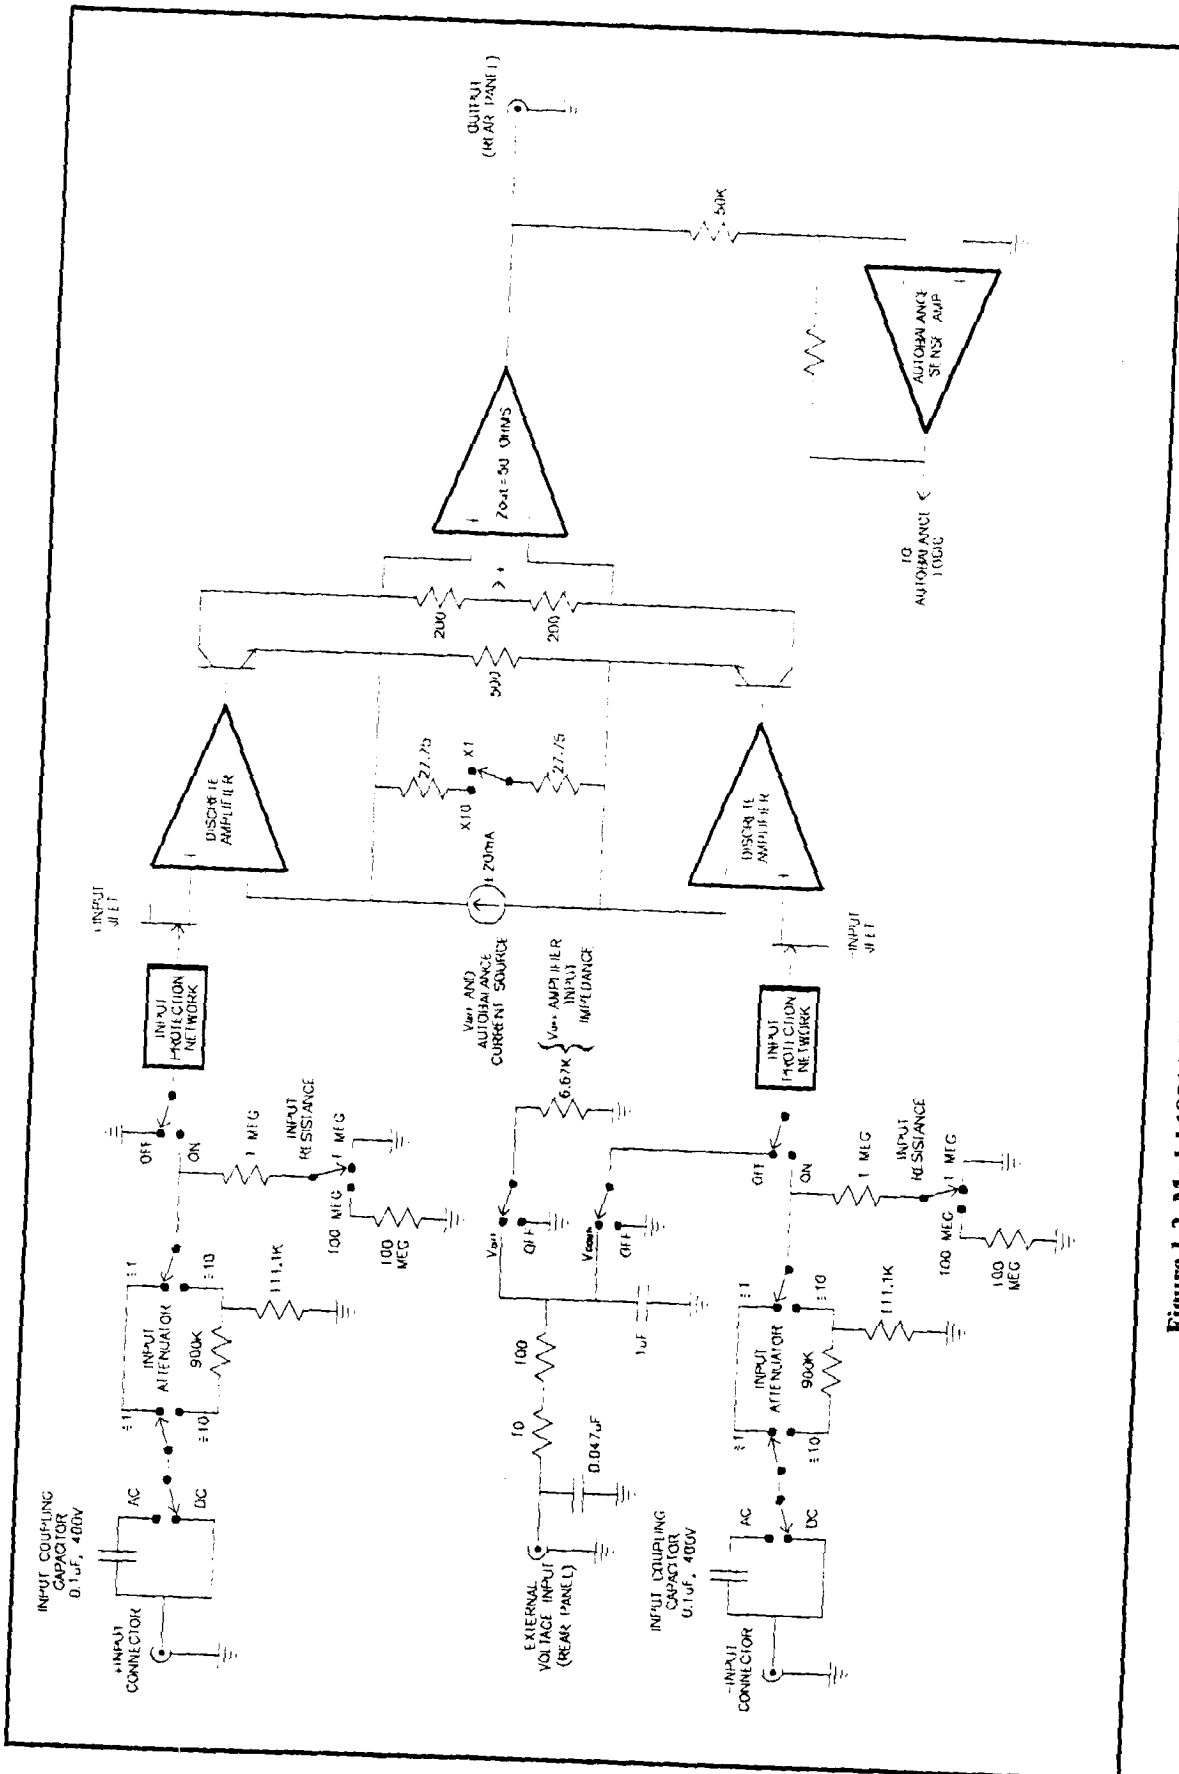 INPUT COUPLING
CAPACITOR
0.1uF, 400V
+INPUT
CONNECTOR
AC
DC
÷1
÷10
INPUT
ATTENUATOR
900K
÷1
÷10
111.1K
OFF
ON
1 MEG
INPUT
RESISTANCE
1 MEG
100 MEG
100
MEG
INPUT
PROTECTION
NETWORK
+INPUT
JFET
DISCRETE
AMPLIFIER
+
EXTERNAL
VOLTAGE INPUT
(REAR PANEL)
0.047uF
10
100
1uF
Voff
OFF
Vcomp
OFF
6.67K
Voff AMPLIFIER
INPUT
IMPEDANCE
Voff AND
AUTOBALANCE
CURRENT SOURCE
±20mA
X10
X1
27.75
27.75
500
200
200
+
+
Zout=50 OHMS
OUTPUT
(REAR PANEL)
50K
AUTOBALANCE
SENSE AMP
+
TO
AUTOBALANCE
LOGIC
INPUT COUPLING
CAPACITOR
0.1uF, 400V
-INPUT
CONNECTOR
AC
DC
÷1
÷10
INPUT
ATTENUATOR
900K
÷1
÷10
111.1K
OFF
ON
1 MEG
INPUT
RESISTANCE
1 MEG
100 MEG
100
MEG
INPUT
PROTECTION
NETWORK
-INPUT
JFET
DISCRETE
AMPLIFIER
+
Figure 1.2 Model